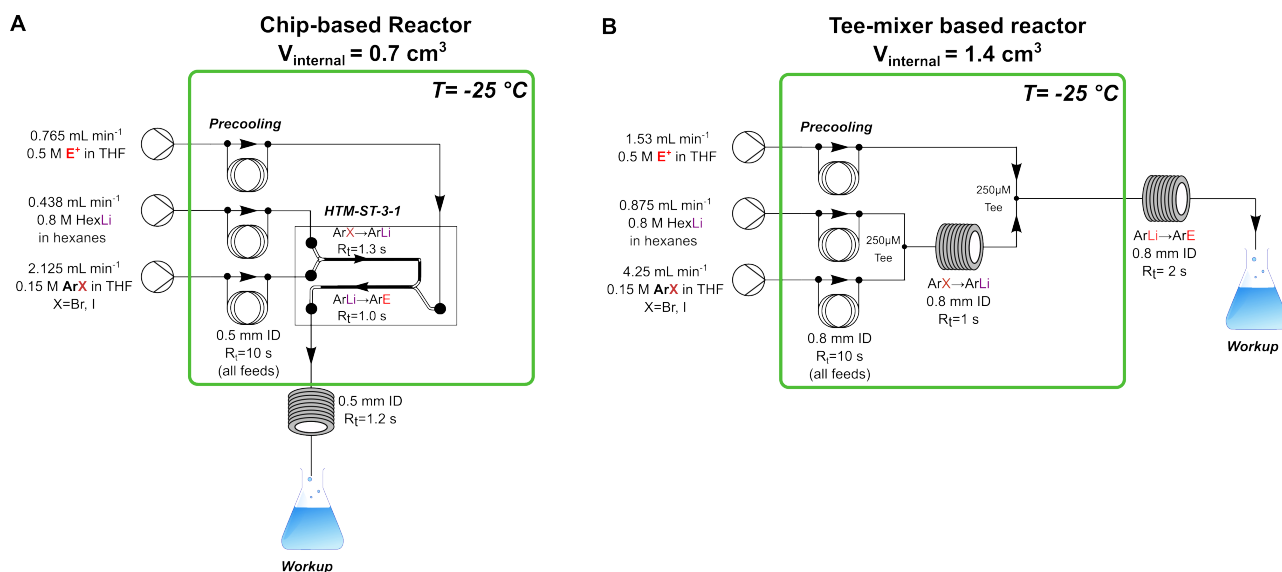 A
Chip-based Reactor
V_internal = 0.7 cm³
T= -25 °C
Precooling
0.765 mL min⁻¹
0.5 M E⁺ in THF
0.438 mL min⁻¹
0.8 M HexLi
in hexanes
HTM-ST-3-1
ArX→ArLi
Rt=1.3 s
2.125 mL min⁻¹
0.15 M ArX in THF
X=Br, I
ArLi→ArE
Rt=1.0 s
0.5 mm ID
Rt=10 s
(all feeds)
0.5 mm ID
Rt=1.2 s
Workup
B
Tee-mixer based reactor
V_internal = 1.4 cm³
T= -25 °C
Precooling
1.53 mL min⁻¹
0.5 M E⁺ in THF
250µM
Tee
0.875 mL min⁻¹
0.8 M HexLi
in hexanes
250µM
Tee
4.25 mL min⁻¹
0.15 M ArX in THF
X=Br, I
ArX→ArLi
0.8 mm ID
Rt=1 s
0.8 mm ID
Rt=10 s
(all feeds)
ArLi→ArE
0.8 mm ID
Rt= 2 s
Workup